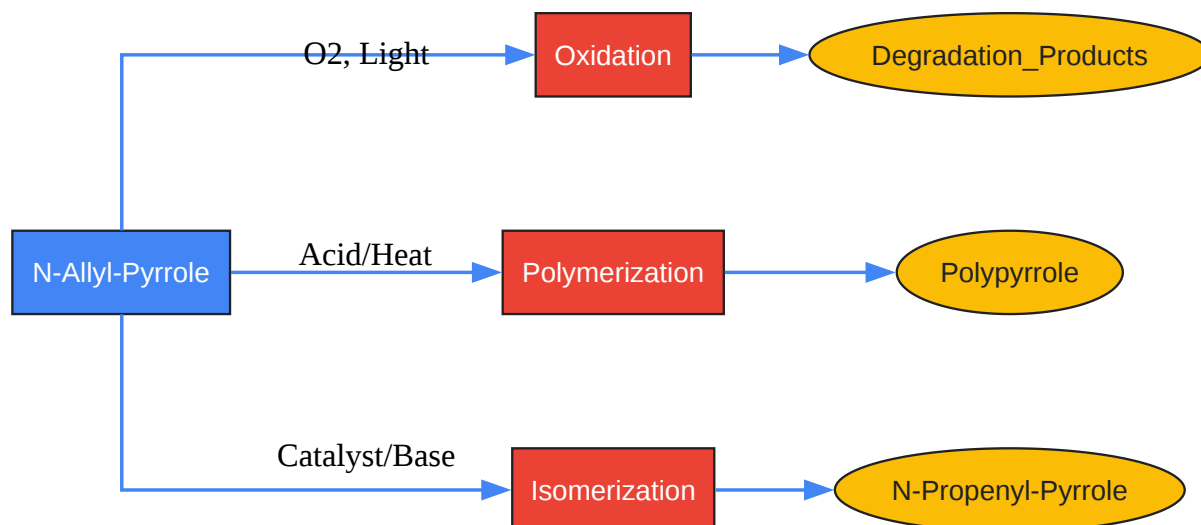 O2, Light
Oxidation
Degradation_Products
N-Allyl-Pyrrole
Acid/Heat
Polymerization
Polypyrrole
Catalyst/Base
Isomerization
N-Propenyl-Pyrrole